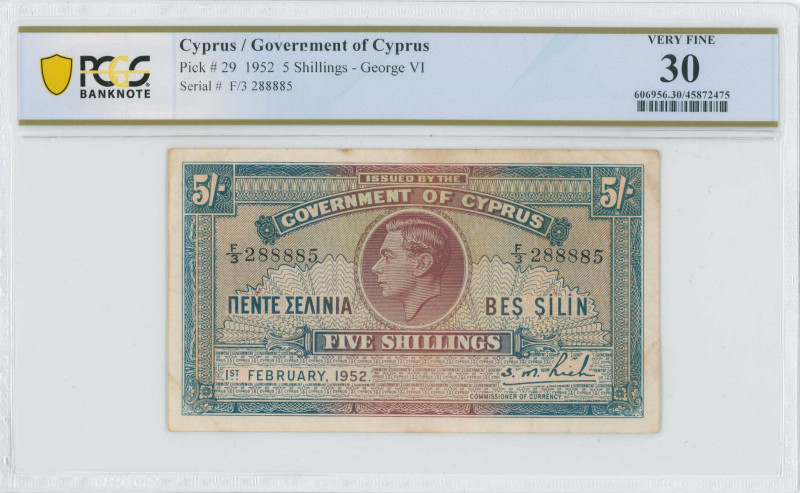 PCGS
BANKNOTE
Cyprus / Government of Cyprus
Pick # 29 1952 5 Shillings - George VI
Serial # F/3 288885
VERY FINE
30
606956.30/45872475
5/-
5/-
ISSUED BY THE
GOVERNMENT OF CYPRUS
F/3 288885
F/3 288885
ΠΕΝΤΕ ΣΕΛΙΝΙΑ
BEŞ ŞİLİN
FIVE SHILLINGS
1ST FEBRUARY, 1952
COMMISSIONER OF CURRENCY.